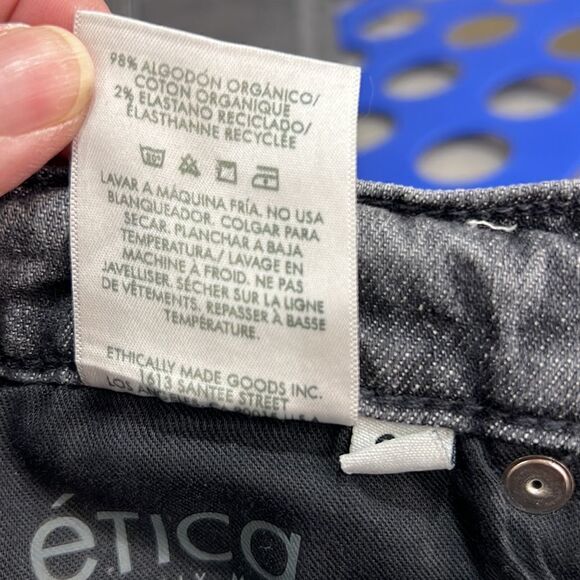 98% ALGODÓN ORGÁNICO/
COTON ORGANIQUE
2% ELASTANO RECICLADO/
ÉLASTHANNE RECYCLÉE
LAVAR A MÁQUINA FRÍA. NO USA
BLANQUEADOR. COLGAR PARA
SECAR. PLANCHAR A BAJA
TEMPERATURA/ LAVAGE EN
MACHINE À FROID. NE PAS
JAVELLISER. SÉCHER SUR LA LIGNE
DE VÊTEMENTS. REPASSER À BASSE
TEMPÉRATURE.
ETHICALLY MADE GOODS INC.
1613 SANTEE STREET
LOS
éTICa